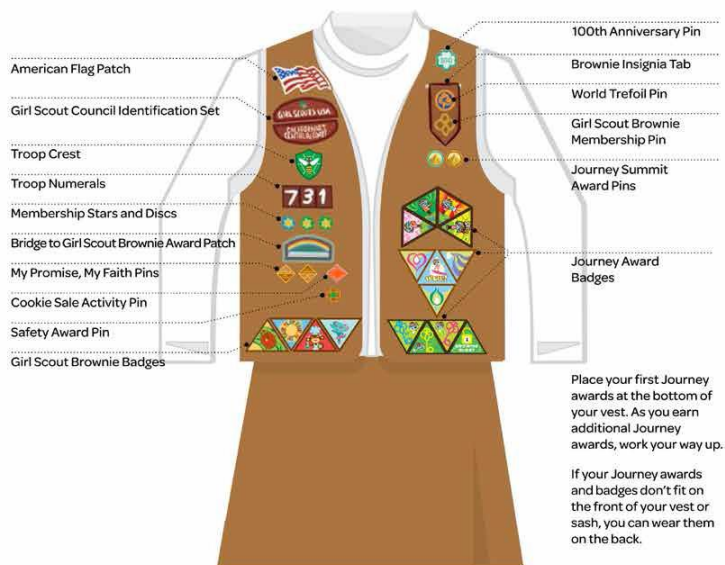 American Flag Patch
Girl Scout Council Identification Set
Troop Crest
Troop Numerals
Membership Stars and Discs
Bridge to Girl Scout Brownie Award Patch
My Promise, My Faith Pins
Cookie Sale Activity Pin
Safety Award Pin
Girl Scout Brownie Badges
GIRL SCOUTS USA
731
100th Anniversary Pin
Brownie Insignia Tab
World Trefoil Pin
Girl Scout Brownie
Membership Pin
Journey Summit
Award Pins
Journey Award
Badges
Place your first Journey
awards at the bottom of
your vest. As you earn
additional Journey
awards, work your way up.
If your Journey awards
and badges don't fit on
the front of your vest or
sash, you can wear them
on the back.